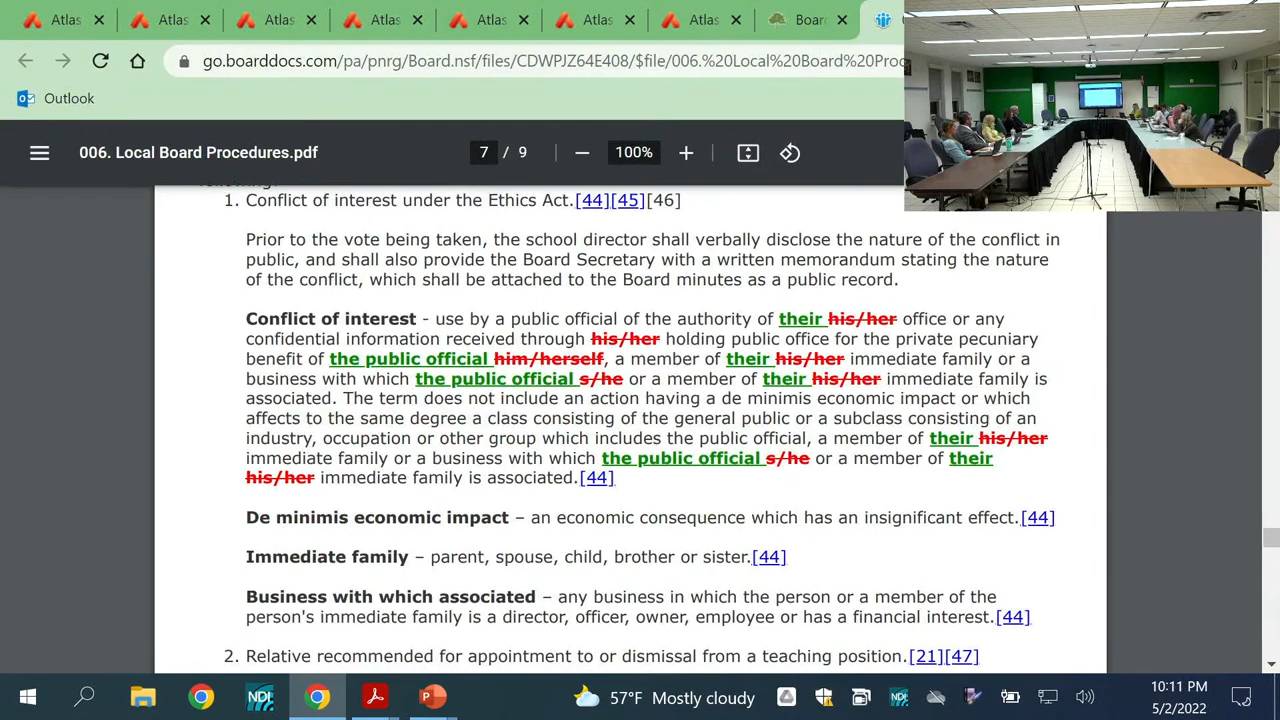 Atlas
Atlas
Atlas
Atlas
Atlas
Atlas
Atlas
Boar
go.boarddocs.com/pa/pnrg/Board.nsf/files/CDWPJZ64E408/$file/006.%20Local%20Board%20Proc
Outlook
006. Local Board Procedures.pdf
7 / 9
100%
1. Conflict of interest under the Ethics Act.[44][45][46]
Prior to the vote being taken, the school director shall verbally disclose the nature of the conflict in
public, and shall also provide the Board Secretary with a written memorandum stating the nature
of the conflict, which shall be attached to the Board minutes as a public record.
Conflict of interest - use by a public official of the authority of their his/her office or any
confidential information received through his/her holding public office for the private pecuniary
benefit of the public official him/herself, a member of their his/her immediate family or a
business with which the public official s/he or a member of their his/her immediate family is
associated. The term does not include an action having a de minimis economic impact or which
affects to the same degree a class consisting of the general public or a subclass consisting of an
industry, occupation or other group which includes the public official, a member of their his/her
immediate family or a business with which the public official s/he or a member of their
his/her immediate family is associated.[44]
De minimis economic impact – an economic consequence which has an insignificant effect.[44]
Immediate family – parent, spouse, child, brother or sister.[44]
Business with which associated – any business in which the person or a member of the
person's immediate family is a director, officer, owner, employee or has a financial interest.[44]
2. Relative recommended for appointment to or dismissal from a teaching position.[21][47]
57°F Mostly cloudy
10:11 PM
5/2/2022